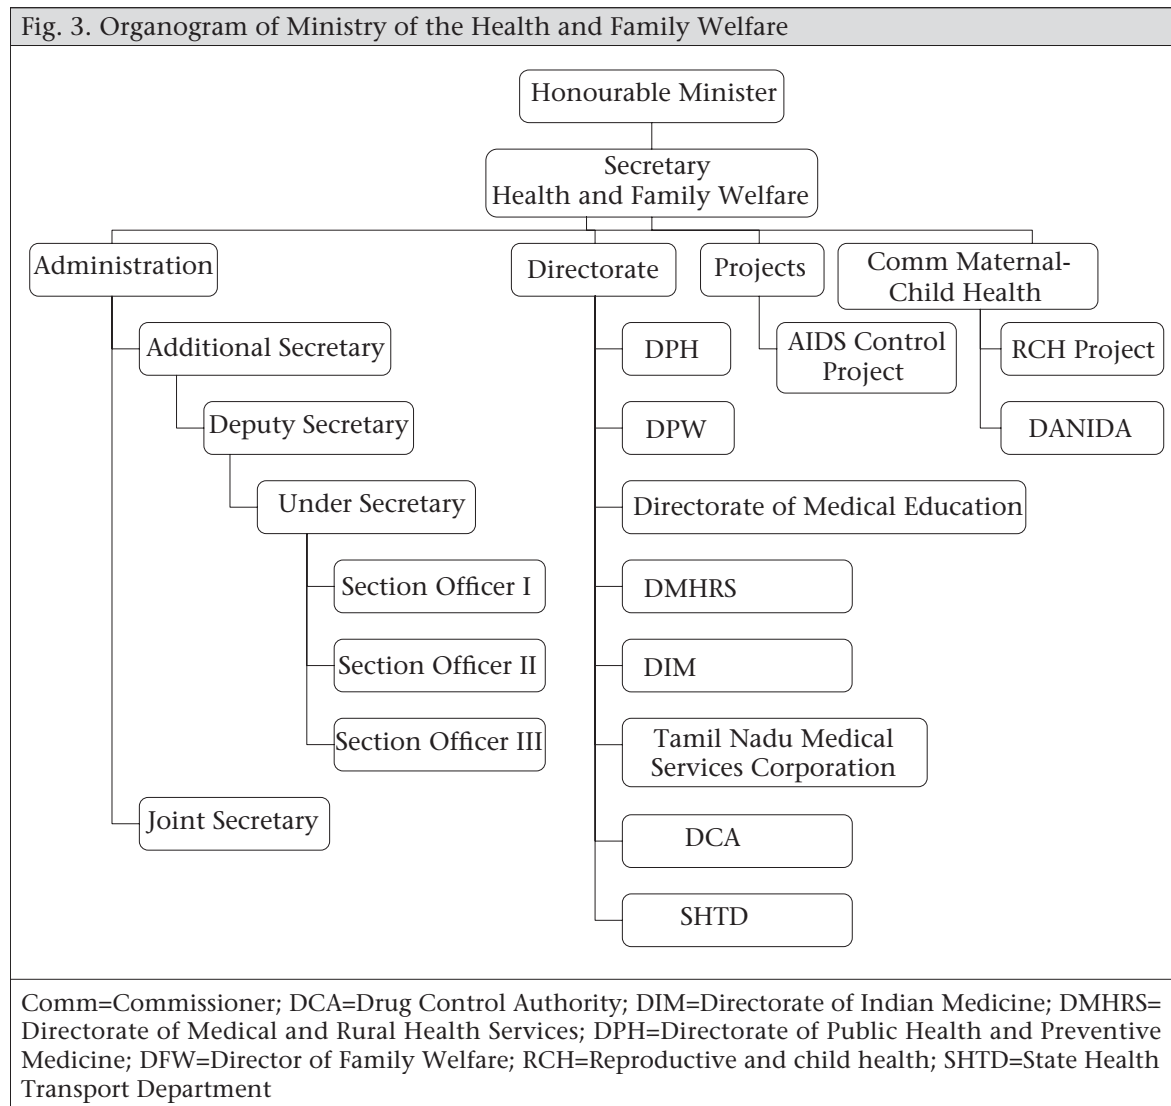 Fig. 3. Organogram of Ministry of the Health and Family Welfare
Honourable Minister
Secretary
Health and Family Welfare
Administration
Directorate
Projects
Comm Maternal-
Child Health
Additional Secretary
Deputy Secretary
Under Secretary
Section Officer I
Section Officer II
Section Officer III
Joint Secretary
DPH
DPW
Directorate of Medical Education
DMHRS
DIM
Tamil Nadu Medical
Services Corporation
DCA
SHTD
AIDS Control
Project
RCH Project
DANIDA
Comm=Commissioner; DCA=Drug Control Authority; DIM=Directorate of Indian Medicine; DMHRS=
Directorate of Medical and Rural Health Services; DPH=Directorate of Public Health and Preventive
Medicine; DFW=Director of Family Welfare; RCH=Reproductive and child health; SHTD=State Health
Transport Department